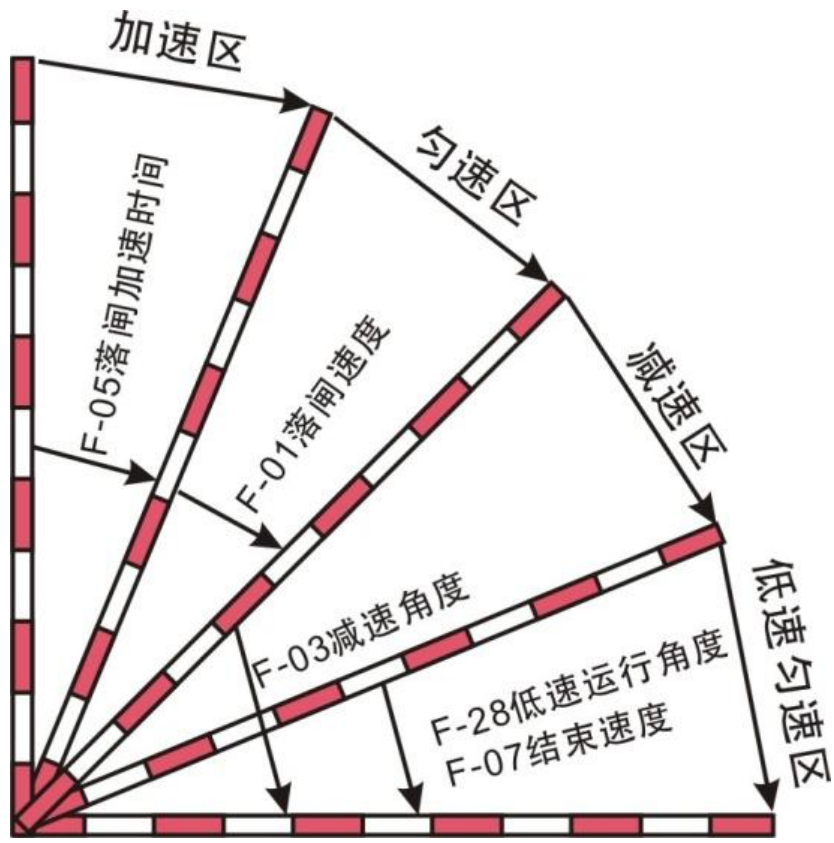 加速区
匀速区
减速区
低速匀速区
F-05落闸加速时间
F-01落闸速度
F-03减速角度
F-28低速运行角度
F-07结束速度